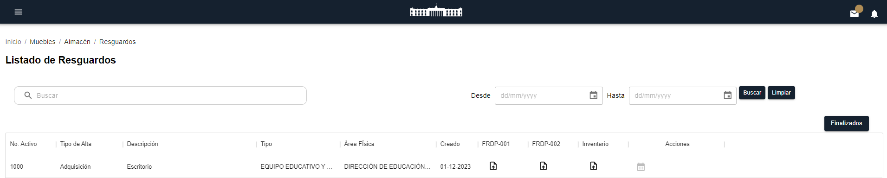 Inicio / Muebles / Almacén / Resguardos
Listado de Resguardos
Buscar Desde dd/mm/yyyy Hasta dd/mm/yyyy Buscar Limpiar
Finalizados
No. Activo Tipo de Alta Descripción Tipo Área Física Creado FRDP-001 FRDP-002 Inventario Acciones
1000 Adquisición Escritorio EQUIPO EDUCATIVO Y ... DIRECCIÓN DE EDUCACIÓN... 01-12-2023